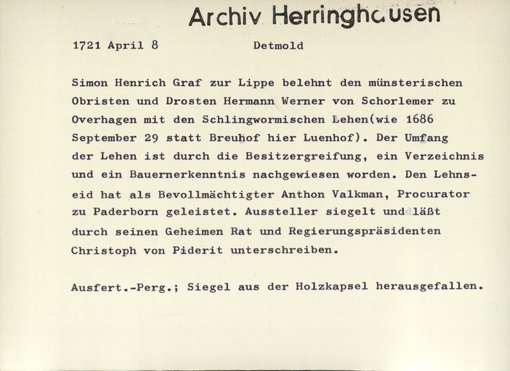 Archiv Herringhausen
1721 April 8 Detmold
Simon Henrich Graf zur Lippe belehnt den münsterischen
Obristen und Drosten Hermann Werner von Schorlemer zu
Overhagen mit den Schlingwormischen Lehen(wie 1686
September 29 statt Breuhof hier Luenhof). Der Umfang
der Lehen ist durch die Besitzergreifung, ein Verzeichnis
und ein Bauernerkenntnis nachgewiesen worden. Den Lehns-
eid hat als Bevollmächtigter Anthon Valkman, Procurator
zu Paderborn geleistet. Aussteller siegelt und läßt
durch seinen Geheimen Rat und Regierungspräsidenten
Christoph von Piderit unterschreiben.
Ausfert.-Perg.; Siegel aus der Holzkapsel herausgefallen.